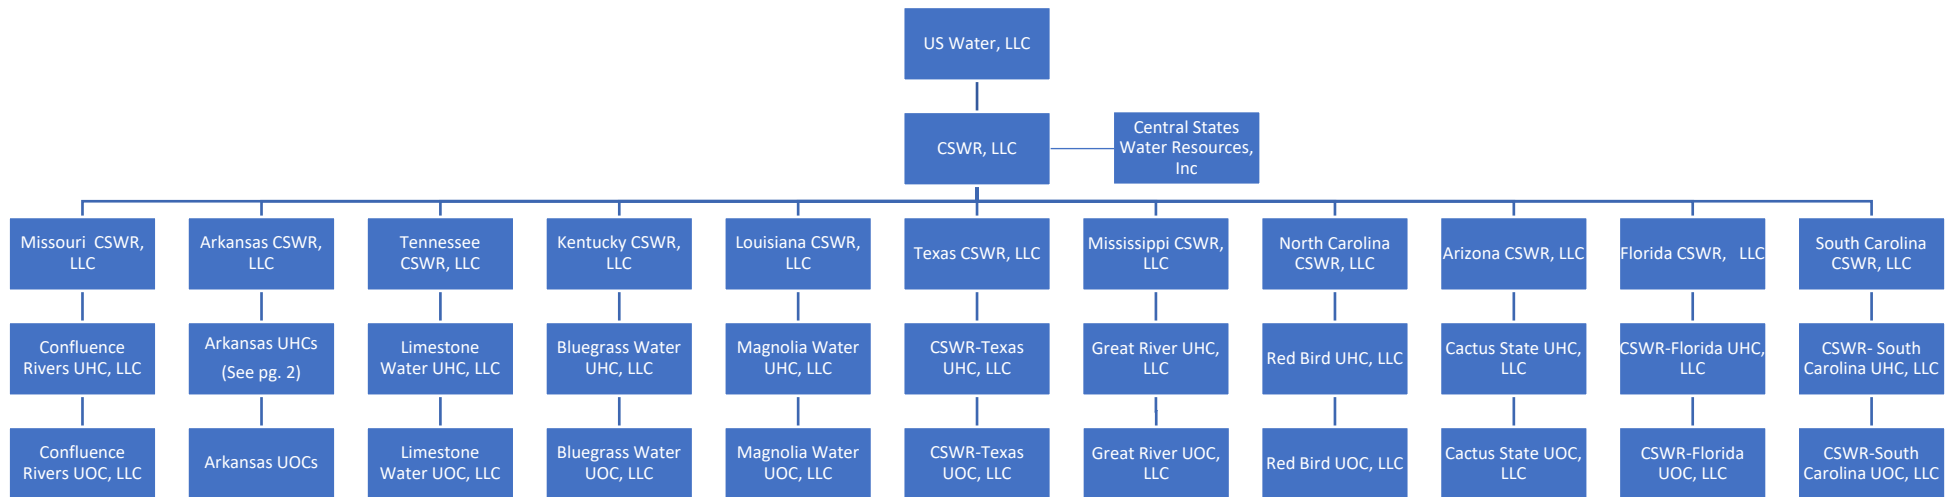 US Water, LLC
CSWR, LLC
Central States
Water Resources,
Inc
Missouri CSWR,
LLC
Arkansas CSWR,
LLC
Tennessee
CSWR, LLC
Kentucky CSWR,
LLC
Louisiana CSWR,
LLC
Texas CSWR, LLC
Mississippi CSWR,
LLC
North Carolina
CSWR, LLC
Arizona CSWR, LLC
Florida CSWR, LLC
South Carolina
CSWR, LLC
Confluence
Rivers UHC, LLC
Arkansas UHCs
(See pg. 2)
Limestone
Water UHC, LLC
Bluegrass Water
UHC, LLC
Magnolia Water
UHC, LLC
CSWR-Texas
UHC, LLC
Great River UHC,
LLC
Red Bird UHC, LLC
Cactus State UHC,
LLC
CSWR-Florida UHC,
LLC
CSWR- South
Carolina UHC, LLC
Confluence
Rivers UOC, LLC
Arkansas UOCs
Limestone
Water UOC, LLC
Bluegrass Water
UOC, LLC
Magnolia Water
UOC, LLC
CSWR-Texas
UOC, LLC
Great River UOC,
LLC
Red Bird UOC, LLC
Cactus State UOC,
LLC
CSWR-Florida
UOC, LLC
CSWR-South
Carolina UOC, LLC